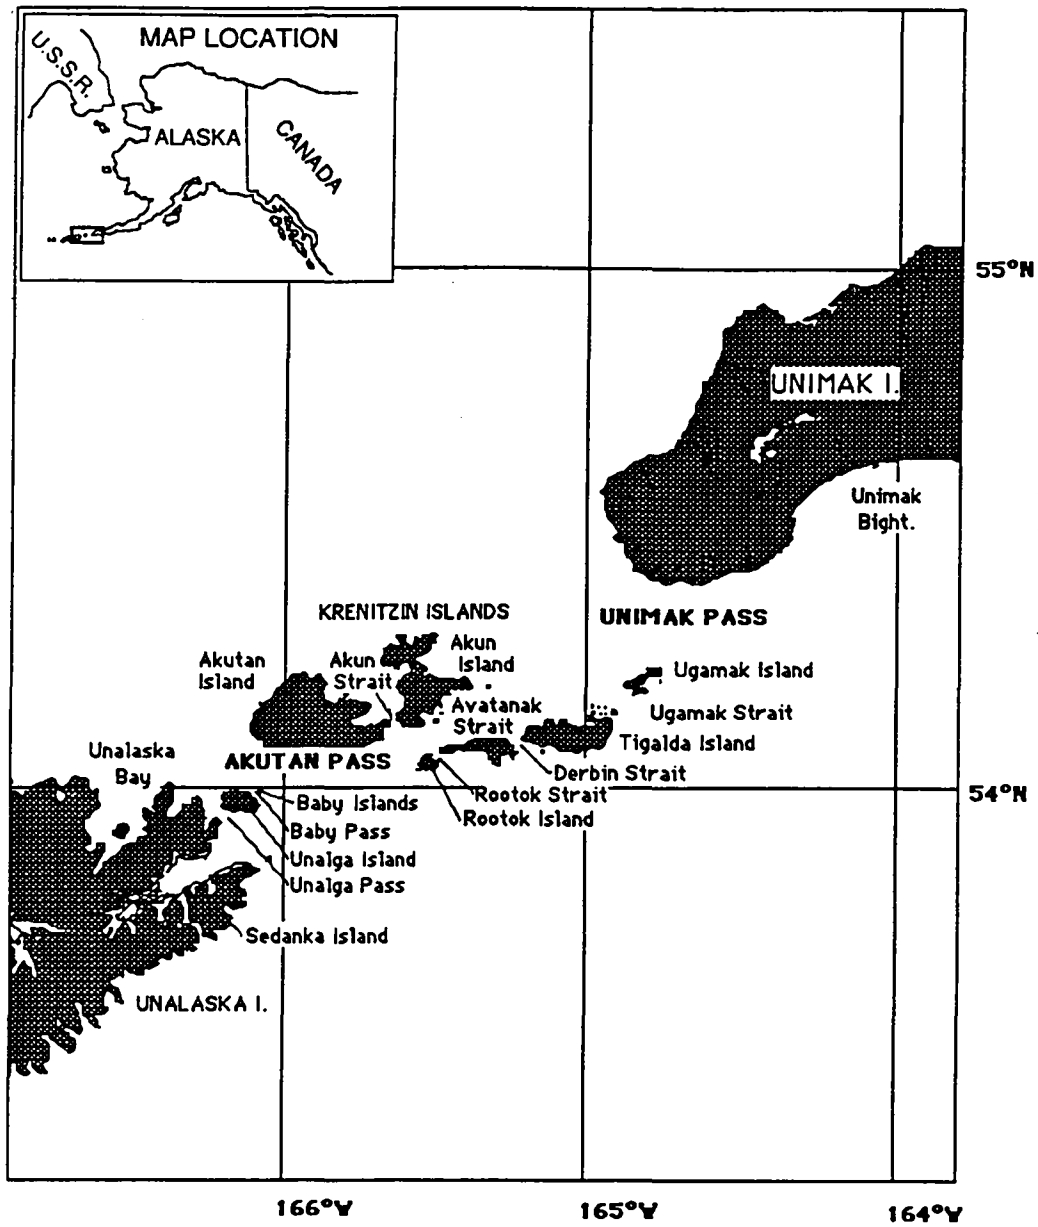 MAP LOCATION
U.S.S.R.
ALASKA
CANADA
55°N
UNIMAK I.
Unimak
Bight.
KRENITZIN ISLANDS
UNIMAK PASS
Akutan
Island
Akun
Strait
Akun
Island
Ugamak Island
Avatanak
Strait
Ugamak Strait
Tigalda Island
Unalaska
Bay
AKUTAN PASS
Derbin Strait
Rootok Strait
Rootok Island
54°N
Baby Islands
Baby Pass
Unalga Island
Unalga Pass
Sedanka Island
UNALASKA I.
166°W
165°W
164°W